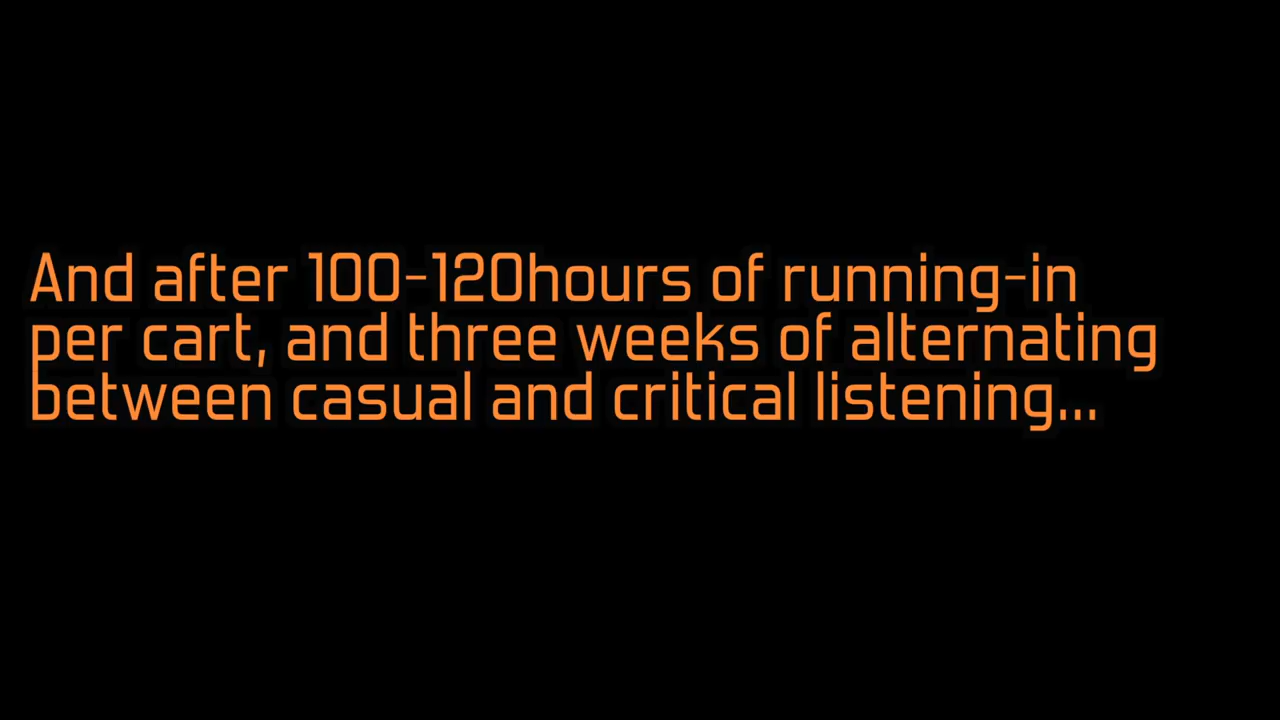 And after 100-120hours of running-in
per cart, and three weeks of alternating
between casual and critical listening...